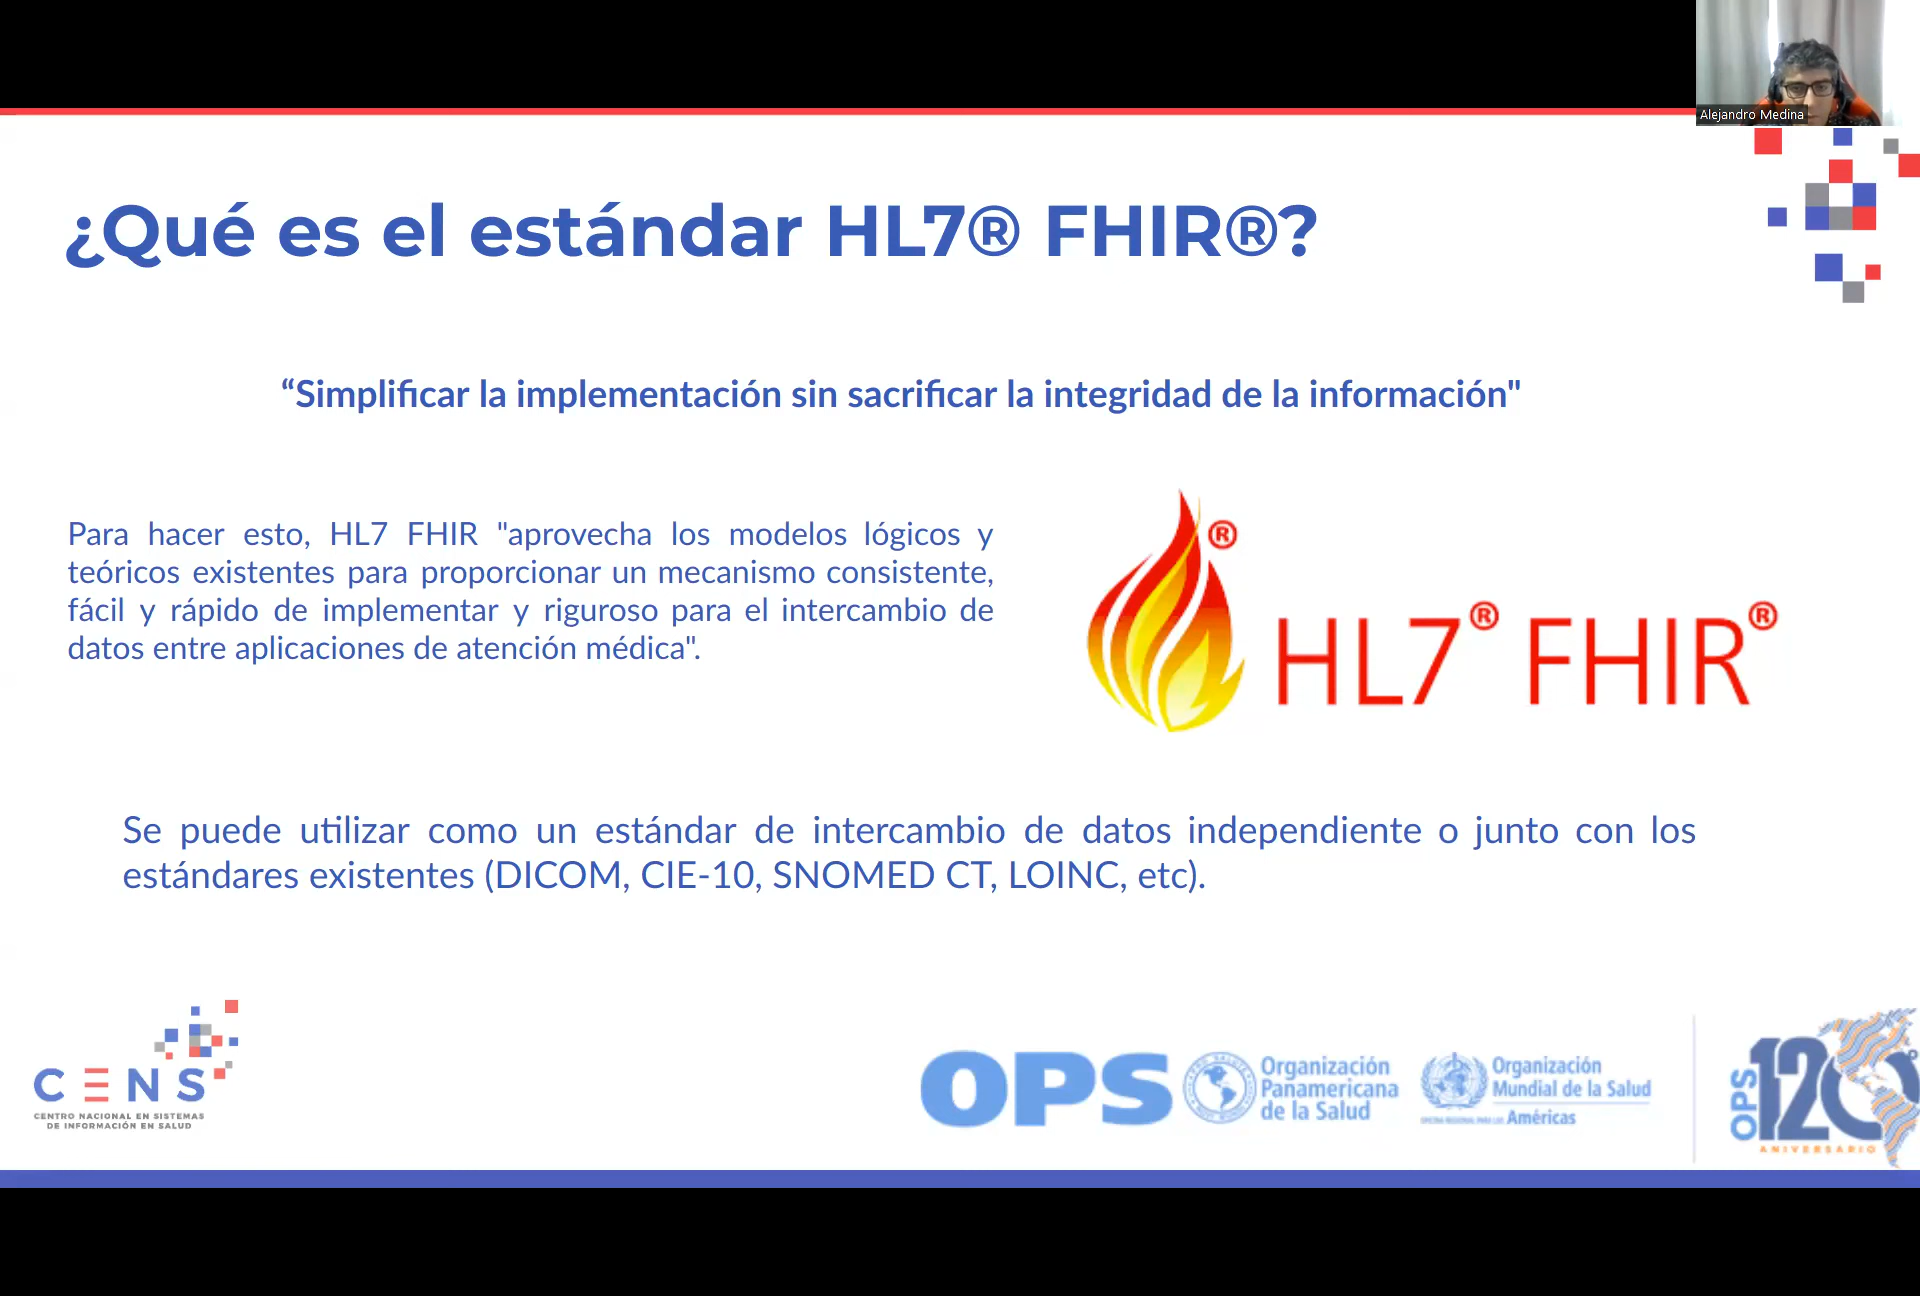 Alejandro Medina
¿Qué es el estándar HL7® FHIR®?
“Simplificar la implementación sin sacrificar la integridad de la información"
Para hacer esto, HL7 FHIR "aprovecha los modelos lógicos y
teóricos existentes para proporcionar un mecanismo consistente,
fácil y rápido de implementar y riguroso para el intercambio de
datos entre aplicaciones de atención médica".
®
HL7® FHIR®
Se puede utilizar como un estándar de intercambio de datos independiente o junto con los
estándares existentes (DICOM, CIE-10, SNOMED CT, LOINC, etc).
CENS
CENTRO NACIONAL EN SISTEMAS
DE INFORMACIÓN EN SALUD
OPS
Organización
Panamericana
de la Salud
Organización
Mundial de la Salud
Américas
OPS
120
ANIVERSARIO